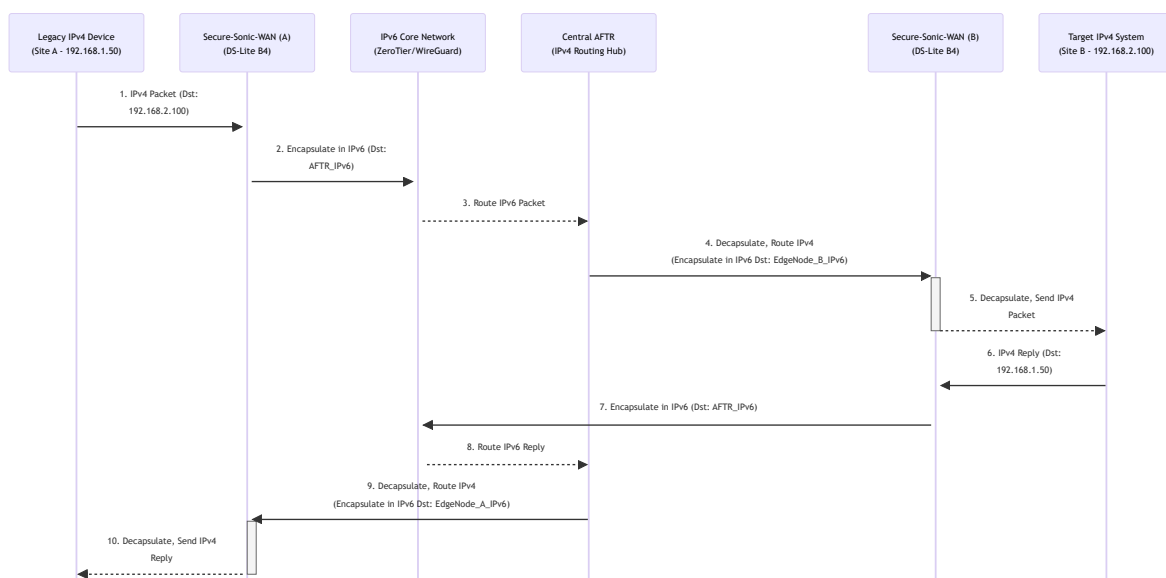 Legacy IPv4 Device
(Site A - 192.168.1.50)
Secure-Sonic-WAN (A)
(DS-Lite B4)
IPv6 Core Network
(ZeroTier/WireGuard)
Central AFTR
(IPv4 Routing Hub)
Secure-Sonic-WAN (B)
(DS-Lite B4)
Target IPv4 System
(Site B - 192.168.2.100)
1. IPv4 Packet (Dst:
192.168.2.100)
2. Encapsulate in IPv6 (Dst:
AFTR_IPv6)
3. Route IPv6 Packet
4. Decapsulate, Route IPv4
(Encapsulate in IPv6 Dst: EdgeNode_B_IPv6)
5. Decapsulate, Send IPv4
Packet
6. IPv4 Reply (Dst:
192.168.1.50)
7. Encapsulate in IPv6 (Dst: AFTR_IPv6)
8. Route IPv6 Reply
9. Decapsulate, Route IPv4
(Encapsulate in IPv6 Dst: EdgeNode_A_IPv6)
10. Decapsulate, Send IPv4
Reply